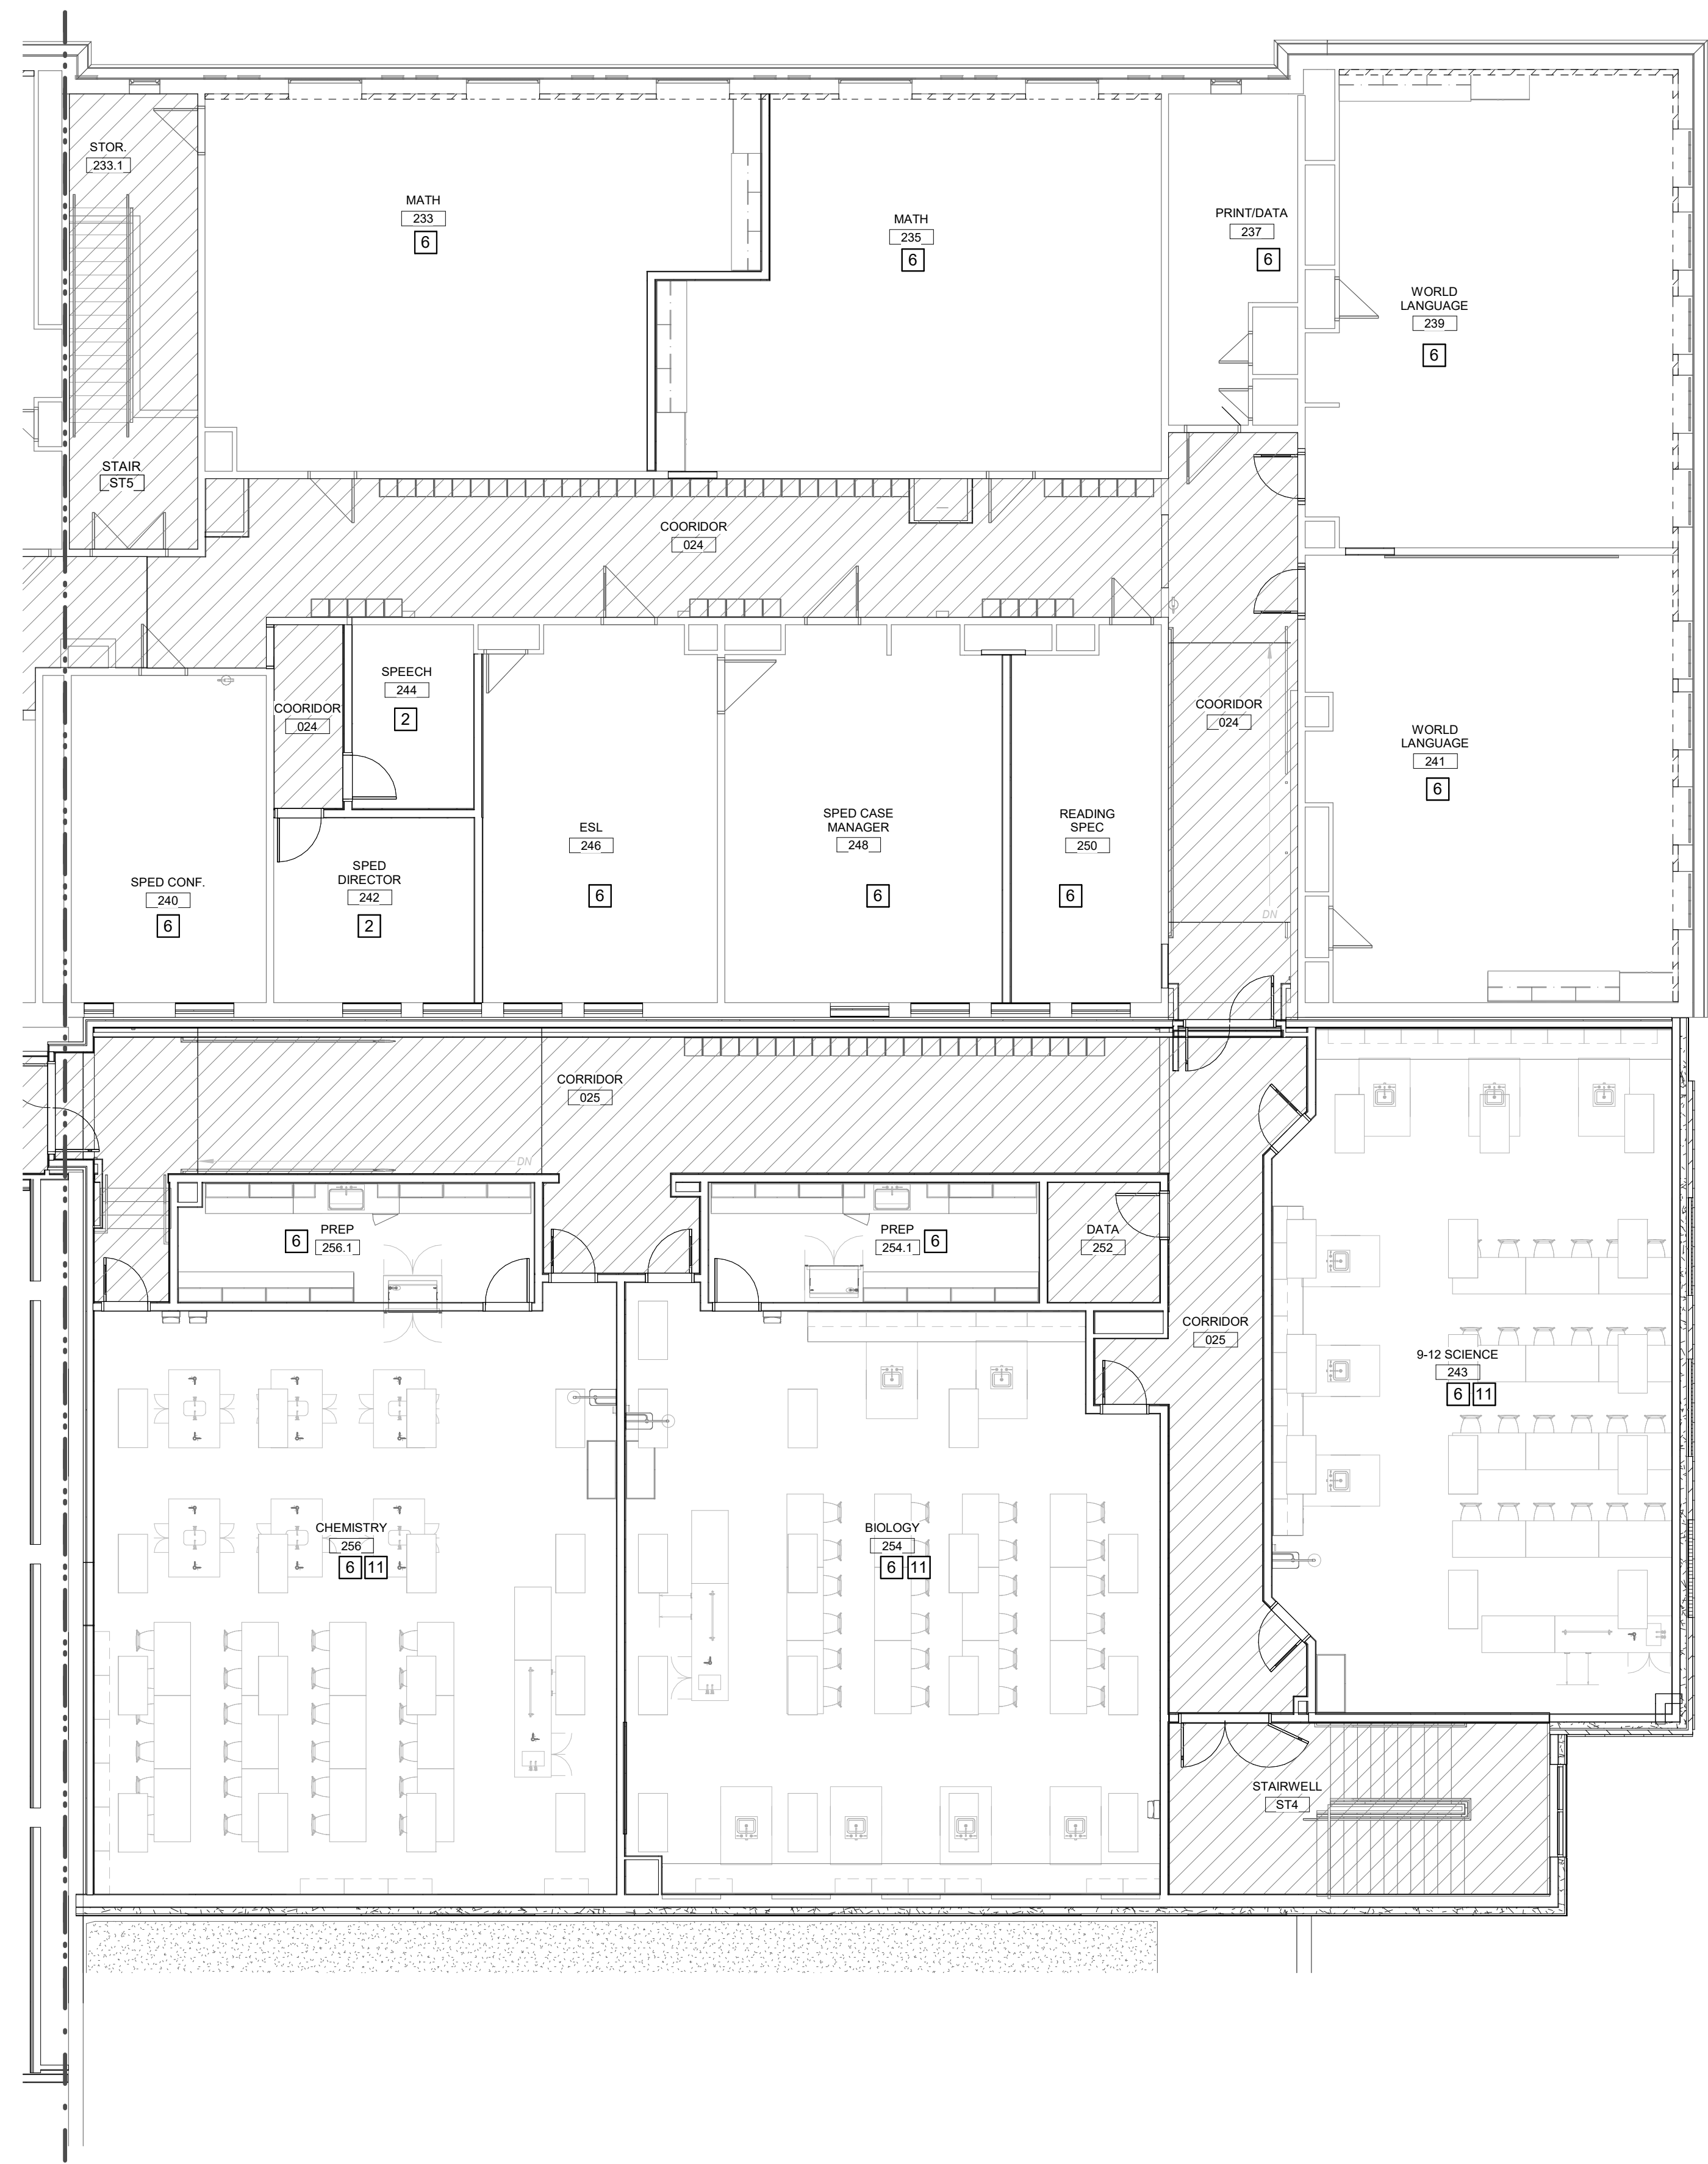 STOR.
233.1
MATH
233
6
MATH
235
6
PRINT/DATA
237
6
WORLD
LANGUAGE
239
6
STAIR
ST5
COORIDOR
024
SPEECH
244
2
COORIDOR
024
COORIDOR
024
DN
WORLD
LANGUAGE
241
6
SPED CONF.
240
6
SPED
DIRECTOR
242
2
ESL
246
6
SPED CASE
MANAGER
248
6
READING
SPEC
250
6
CORRIDOR
025
DN
6
PREP
256.1
PREP
254.1
6
DATA
252
CORRIDOR
025
9-12 SCIENCE
243
6 11
CHEMISTRY
256
6 11
BIOLOGY
254
6 11
STAIRWELL
ST4